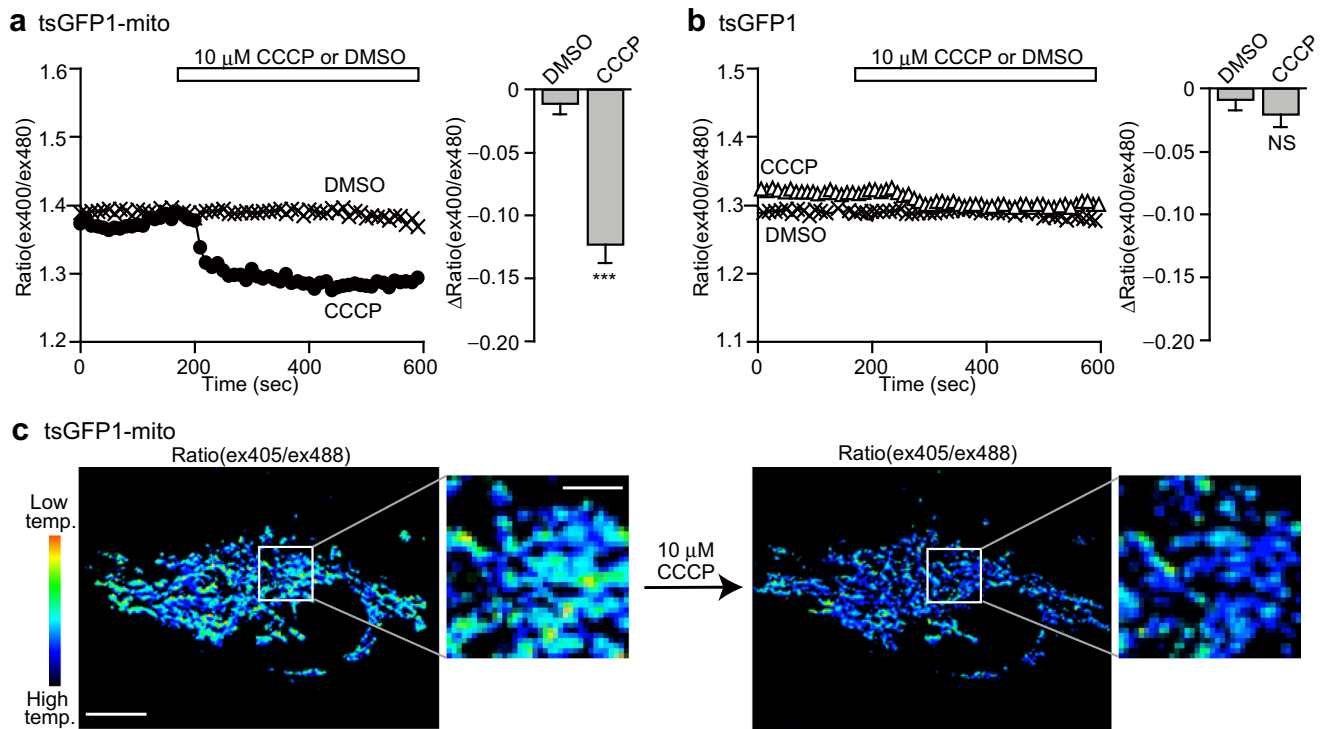 a tsGFP1-mito
10 μM CCCP or DMSO
Ratio(ex400/ex480)
1.6
1.5
1.4
1.3
1.2
DMSO
CCCP
0 200 400 600
Time (sec)
DMSO CCCP
ΔRatio(ex400/ex480)
0
−0.05
−0.10
−0.15
−0.20
***
b tsGFP1
10 μM CCCP or DMSO
Ratio(ex400/ex480)
1.5
1.4
1.3
1.2
1.1
CCCP
DMSO
0 200 400 600
Time (sec)
DMSO CCCP
ΔRatio(ex400/ex480)
0
−0.05
−0.10
−0.15
−0.20
NS
c tsGFP1-mito
Ratio(ex405/ex488)
Low
temp.
High
temp.
10 μM
CCCP
Ratio(ex405/ex488)